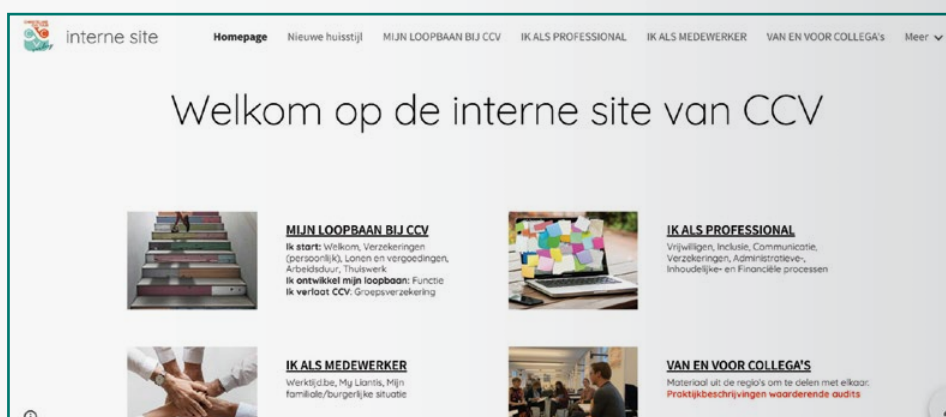 interne site
Homepage
Nieuwe huisstijl
MIJN LOOPBAAN BIJ CCV
IK ALS PROFESSIONAL
IK ALS MEDEWERKER
VAN EN VOOR COLLEGA's
Meer
Welkom op de interne site van CCV
MIJN LOOPBAAN BIJ CCV
Ik start: Welkom, Verzekeringen
(persoonlijk), Lonen en vergoedingen,
Arbeidsduur, Thuiswerk
Ik ontwikkel mijn loopbaan: Functie
Ik verlaat CCV: Groepsverzekering
IK ALS PROFESSIONAL
Vrijwilligen, Inclusie, Communicatie,
Verzekeringen, Administratieve-,
Inhoudelijke- en Financiële processen
IK ALS MEDEWERKER
Werktijd.be, My Liantis, Mijn
familiale/burgerlijke situatie
VAN EN VOOR COLLEGA'S
Materiaal uit de regio's om te delen met elkaar.
Praktijkbeschrijvingen waarderende audits